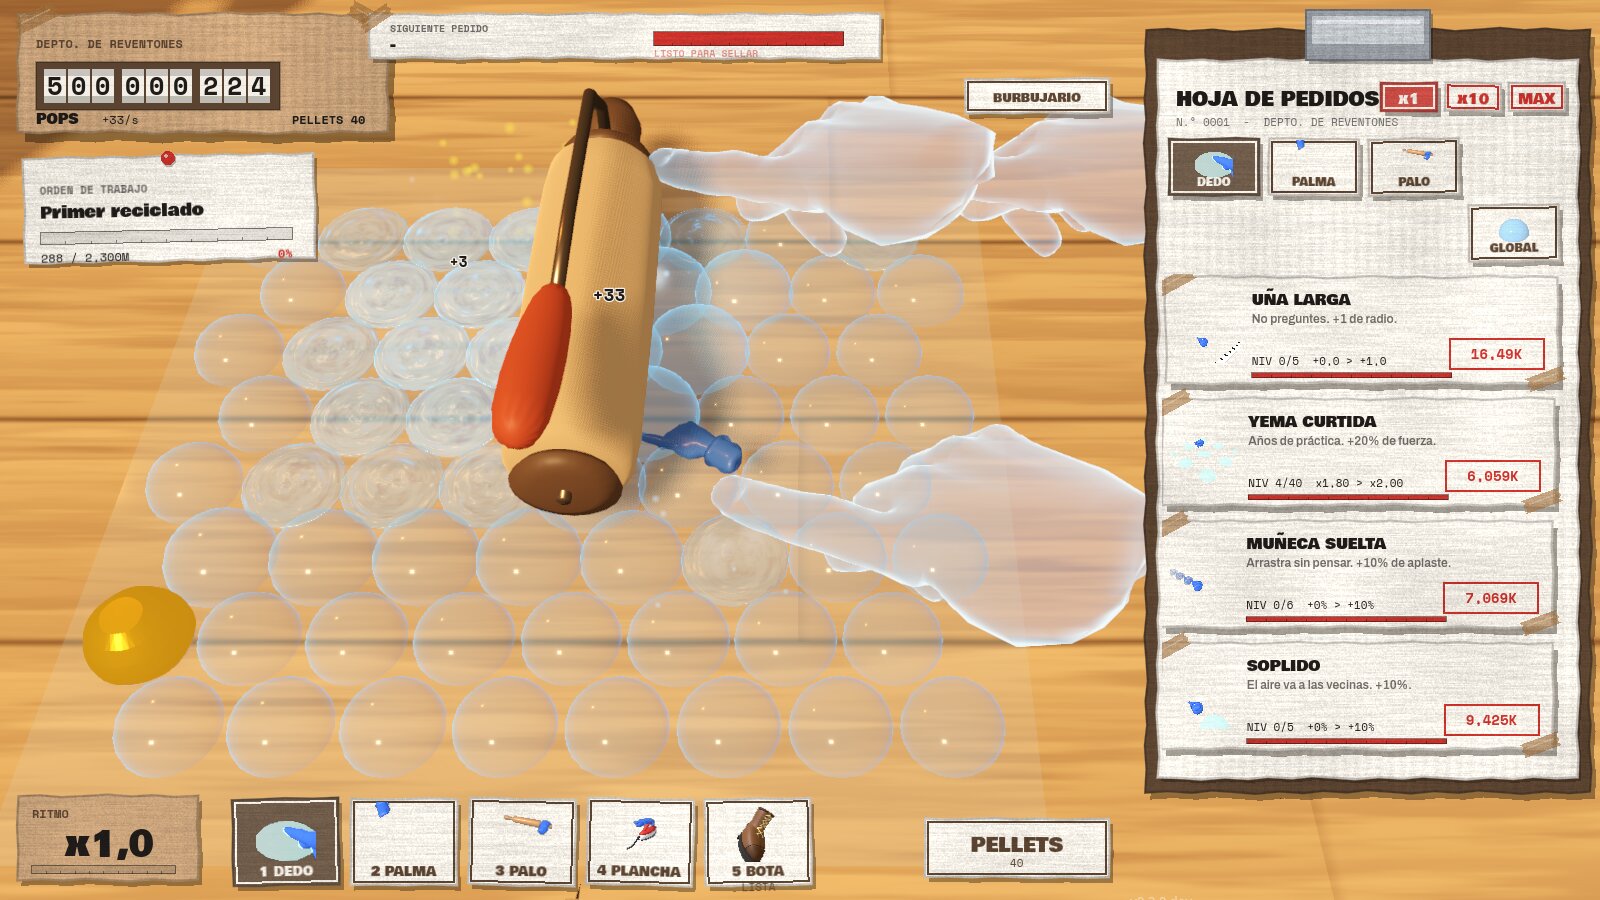 DEPTO. DE REVENTONES
500 000 224
POPS +33/s PELLETS 40
SIGUIENTE PEDIDO
-
LISTO PARA SELLAR
BURBUJARIO
ORDEN DE TRABAJO
Primer reciclado
288 / 2,300M 0%
+3
+33
HOJA DE PEDIDOS x1 x10 MAX
N.° 0001 - DEPTO. DE REVENTONES
DEDO PALMA PALO
GLOBAL
UÑA LARGA
No preguntes. +1 de radio.
NIV 0/5 +0,0 > +1,0
16,49K
YEMA CURTIDA
Años de práctica. +20% de fuerza.
NIV 4/40 x1,80 > x2,00
6,059K
MUÑECA SUELTA
Arrastra sin pensar. +10% de aplaste.
NIV 0/6 +0% > +10%
7,069K
SOPLIDO
El aire va a las vecinas. +10%.
NIV 0/5 +0% > +10%
9,425K
RITMO
x1,0
1 DEDO
2 PALMA
3 PALO
4 PLANCHA
5 BOTA
LISTA
PELLETS
40